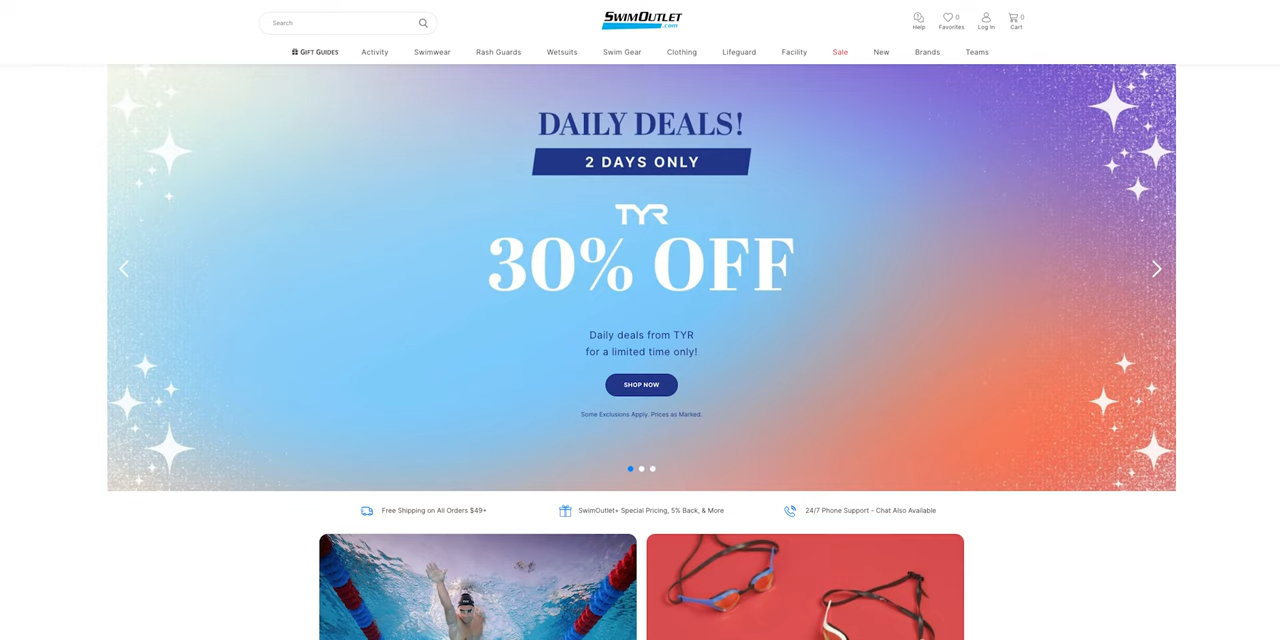 Search
SWIMOUTLET
.com
Help
0
Favorites
Log In
0
Cart
GIFT GUIDES
Activity
Swimwear
Rash Guards
Wetsuits
Swim Gear
Clothing
Lifeguard
Facility
Sale
New
Brands
Teams
DAILY DEALS!
2 DAYS ONLY
TYR
30% OFF
Daily deals from TYR
for a limited time only!
SHOP NOW
Some Exclusions Apply. Prices as Marked.
Free Shipping on All Orders $49+
SwimOutlet+ Special Pricing, 5% Back, & More
24/7 Phone Support - Chat Also Available
TYR